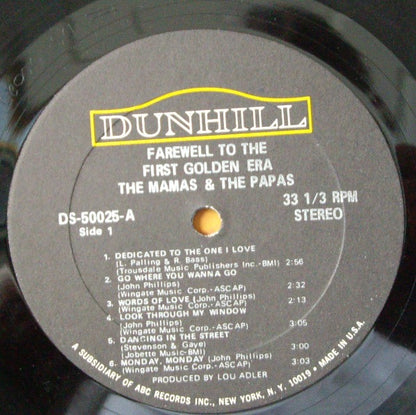 DUNHILL
FAREWELL TO THE
FIRST GOLDEN ERA
THE MAMAS & THE PAPAS
DS-50025-A
Side 1
33 1/3 RPM
STEREO
1. DEDICATED TO THE ONE I LOVE
(L. Palling & R. Bass)
(Trousdale Music Publishers Inc.-BMI) 2:56
2. GO WHERE YOU WANNA GO
(John Phillips)
(Wingate Music Corp.-ASCAP) 2:32
3. WORDS OF LOVE (John Phillips)
(Wingate Music Corp.-ASCAP) 2:13
4. LOOK THROUGH MY WINDOW
(John Phillips)
(Wingate Music Corp.-ASCAP) 3:05
5. DANCING IN THE STREET
(Stevenson & Gaye)
(Jobette Music-BMI) 3:00
6. MONDAY, MONDAY (John Phillips)
(Wingate Music Corp.-ASCAP) 3:03
PRODUCED BY LOU ADLER
A SUBSIDIARY OF ABC RECORDS INC., NEW YORK, N.Y. 10019 • MADE IN U.S.A.